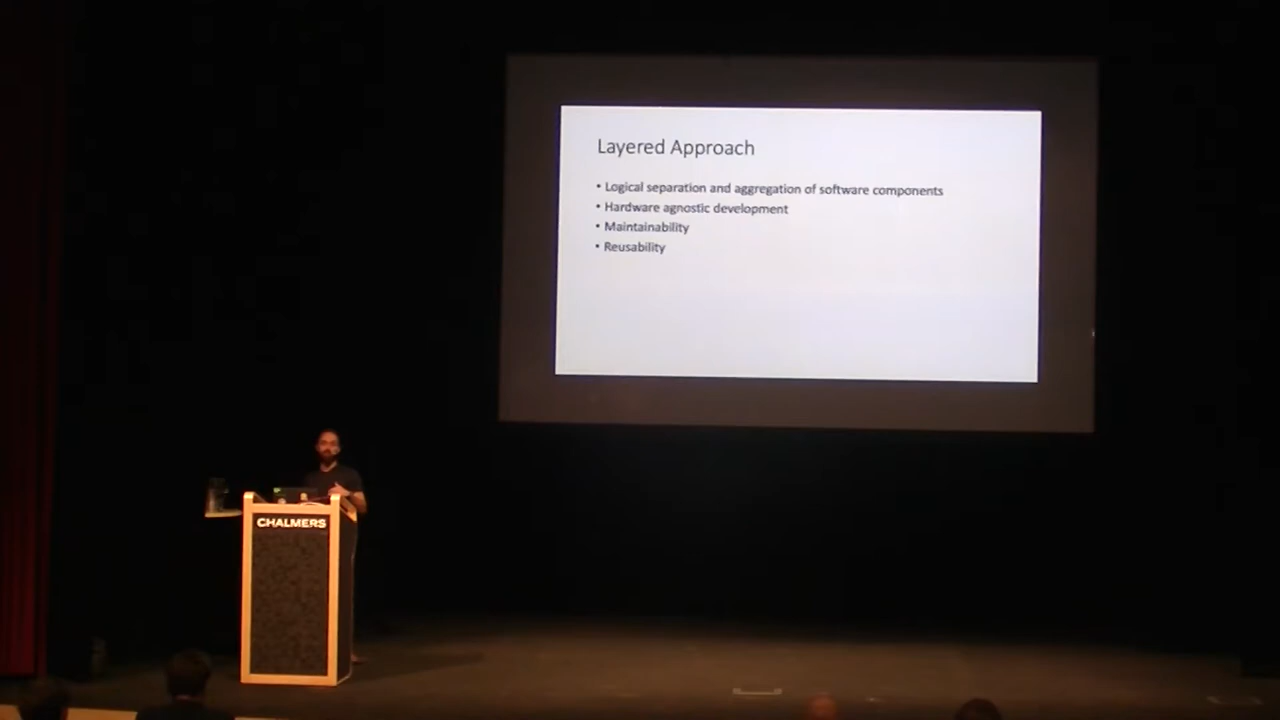 Layered Approach
• Logical separation and aggregation of software components
• Hardware agnostic development
• Maintainability
• Reusability
CHALMERS